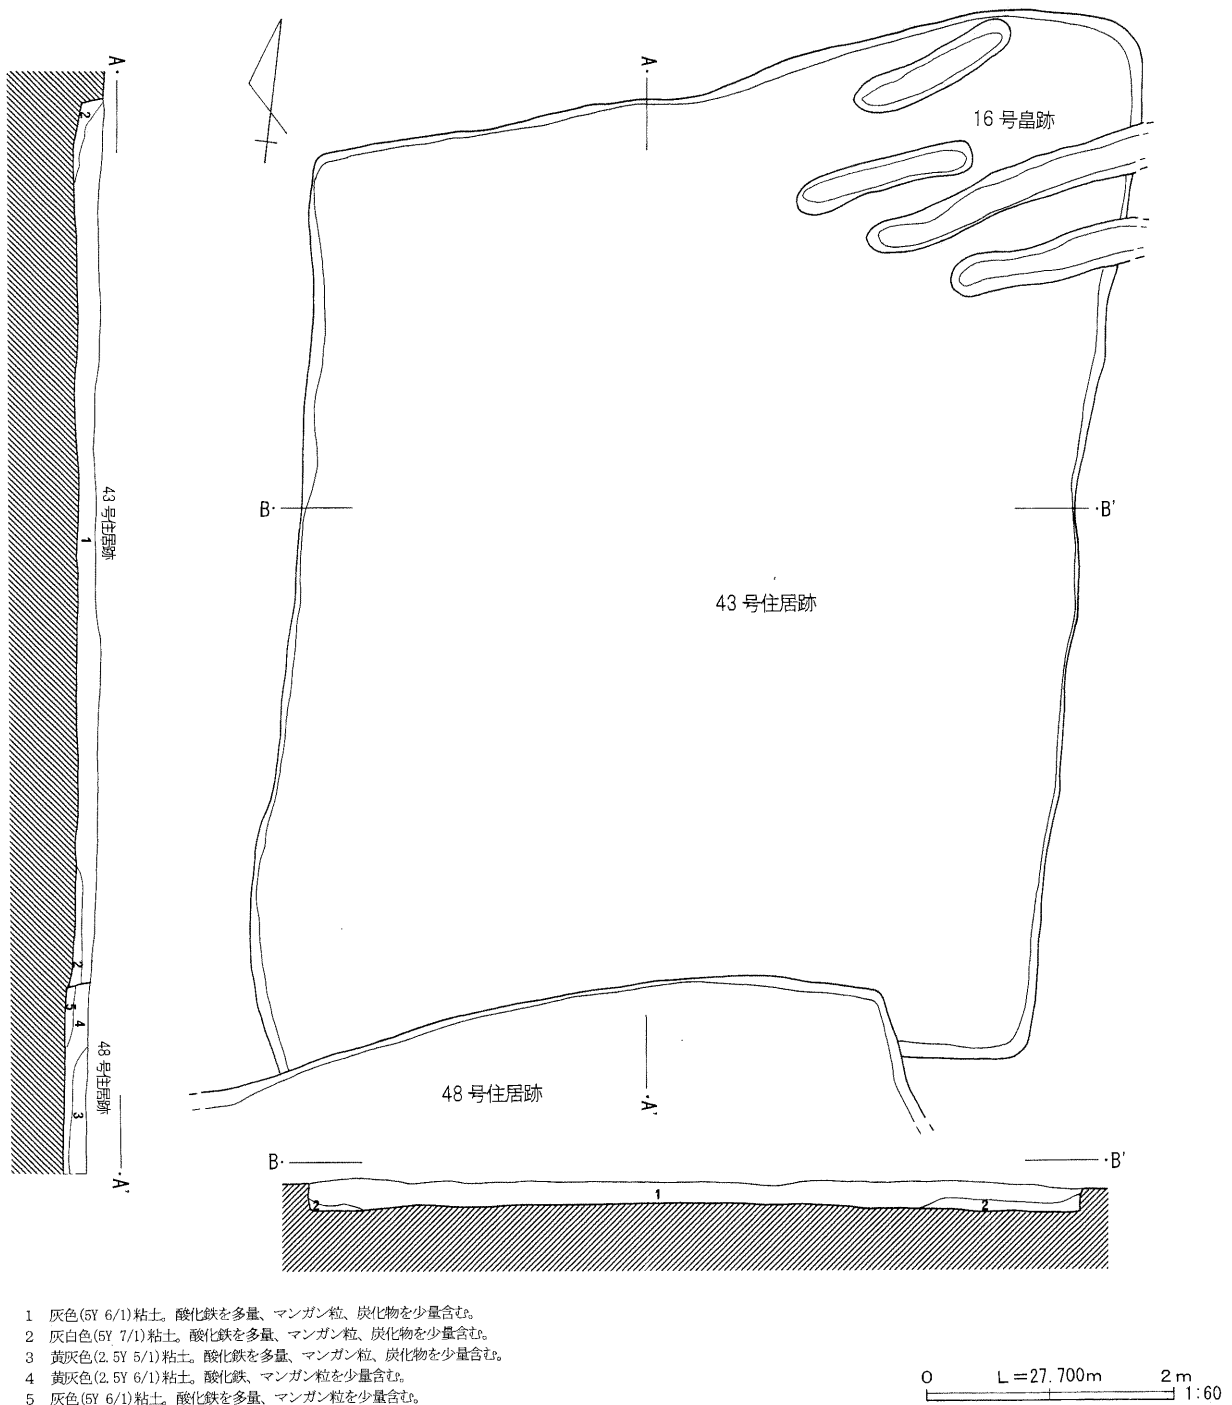 A·
A·
16 号畠跡
2
43 号住居跡
1
B·
·B'
43 号住居跡
2
5
4
48 号住居跡
3
48 号住居跡
·A'
·A'
B·
·B'
1
2
2
1 灰色(5Y 6/1)粘土。酸化鉄を多量、マンガン粒、炭化物を少量含む。
2 灰白色(5Y 7/1)粘土。酸化鉄を多量、マンガン粒、炭化物を少量含む。
3 黄灰色(2.5Y 5/1)粘土。酸化鉄を多量、マンガン粒、炭化物を少量含む。
4 黄灰色(2.5Y 6/1)粘土。酸化鉄、マンガン粒を少量含む。
5 灰色(5Y 6/1)粘土。酸化鉄を多量、マンガン粒を少量含む。
0 L=27.700m 2 m
1:60